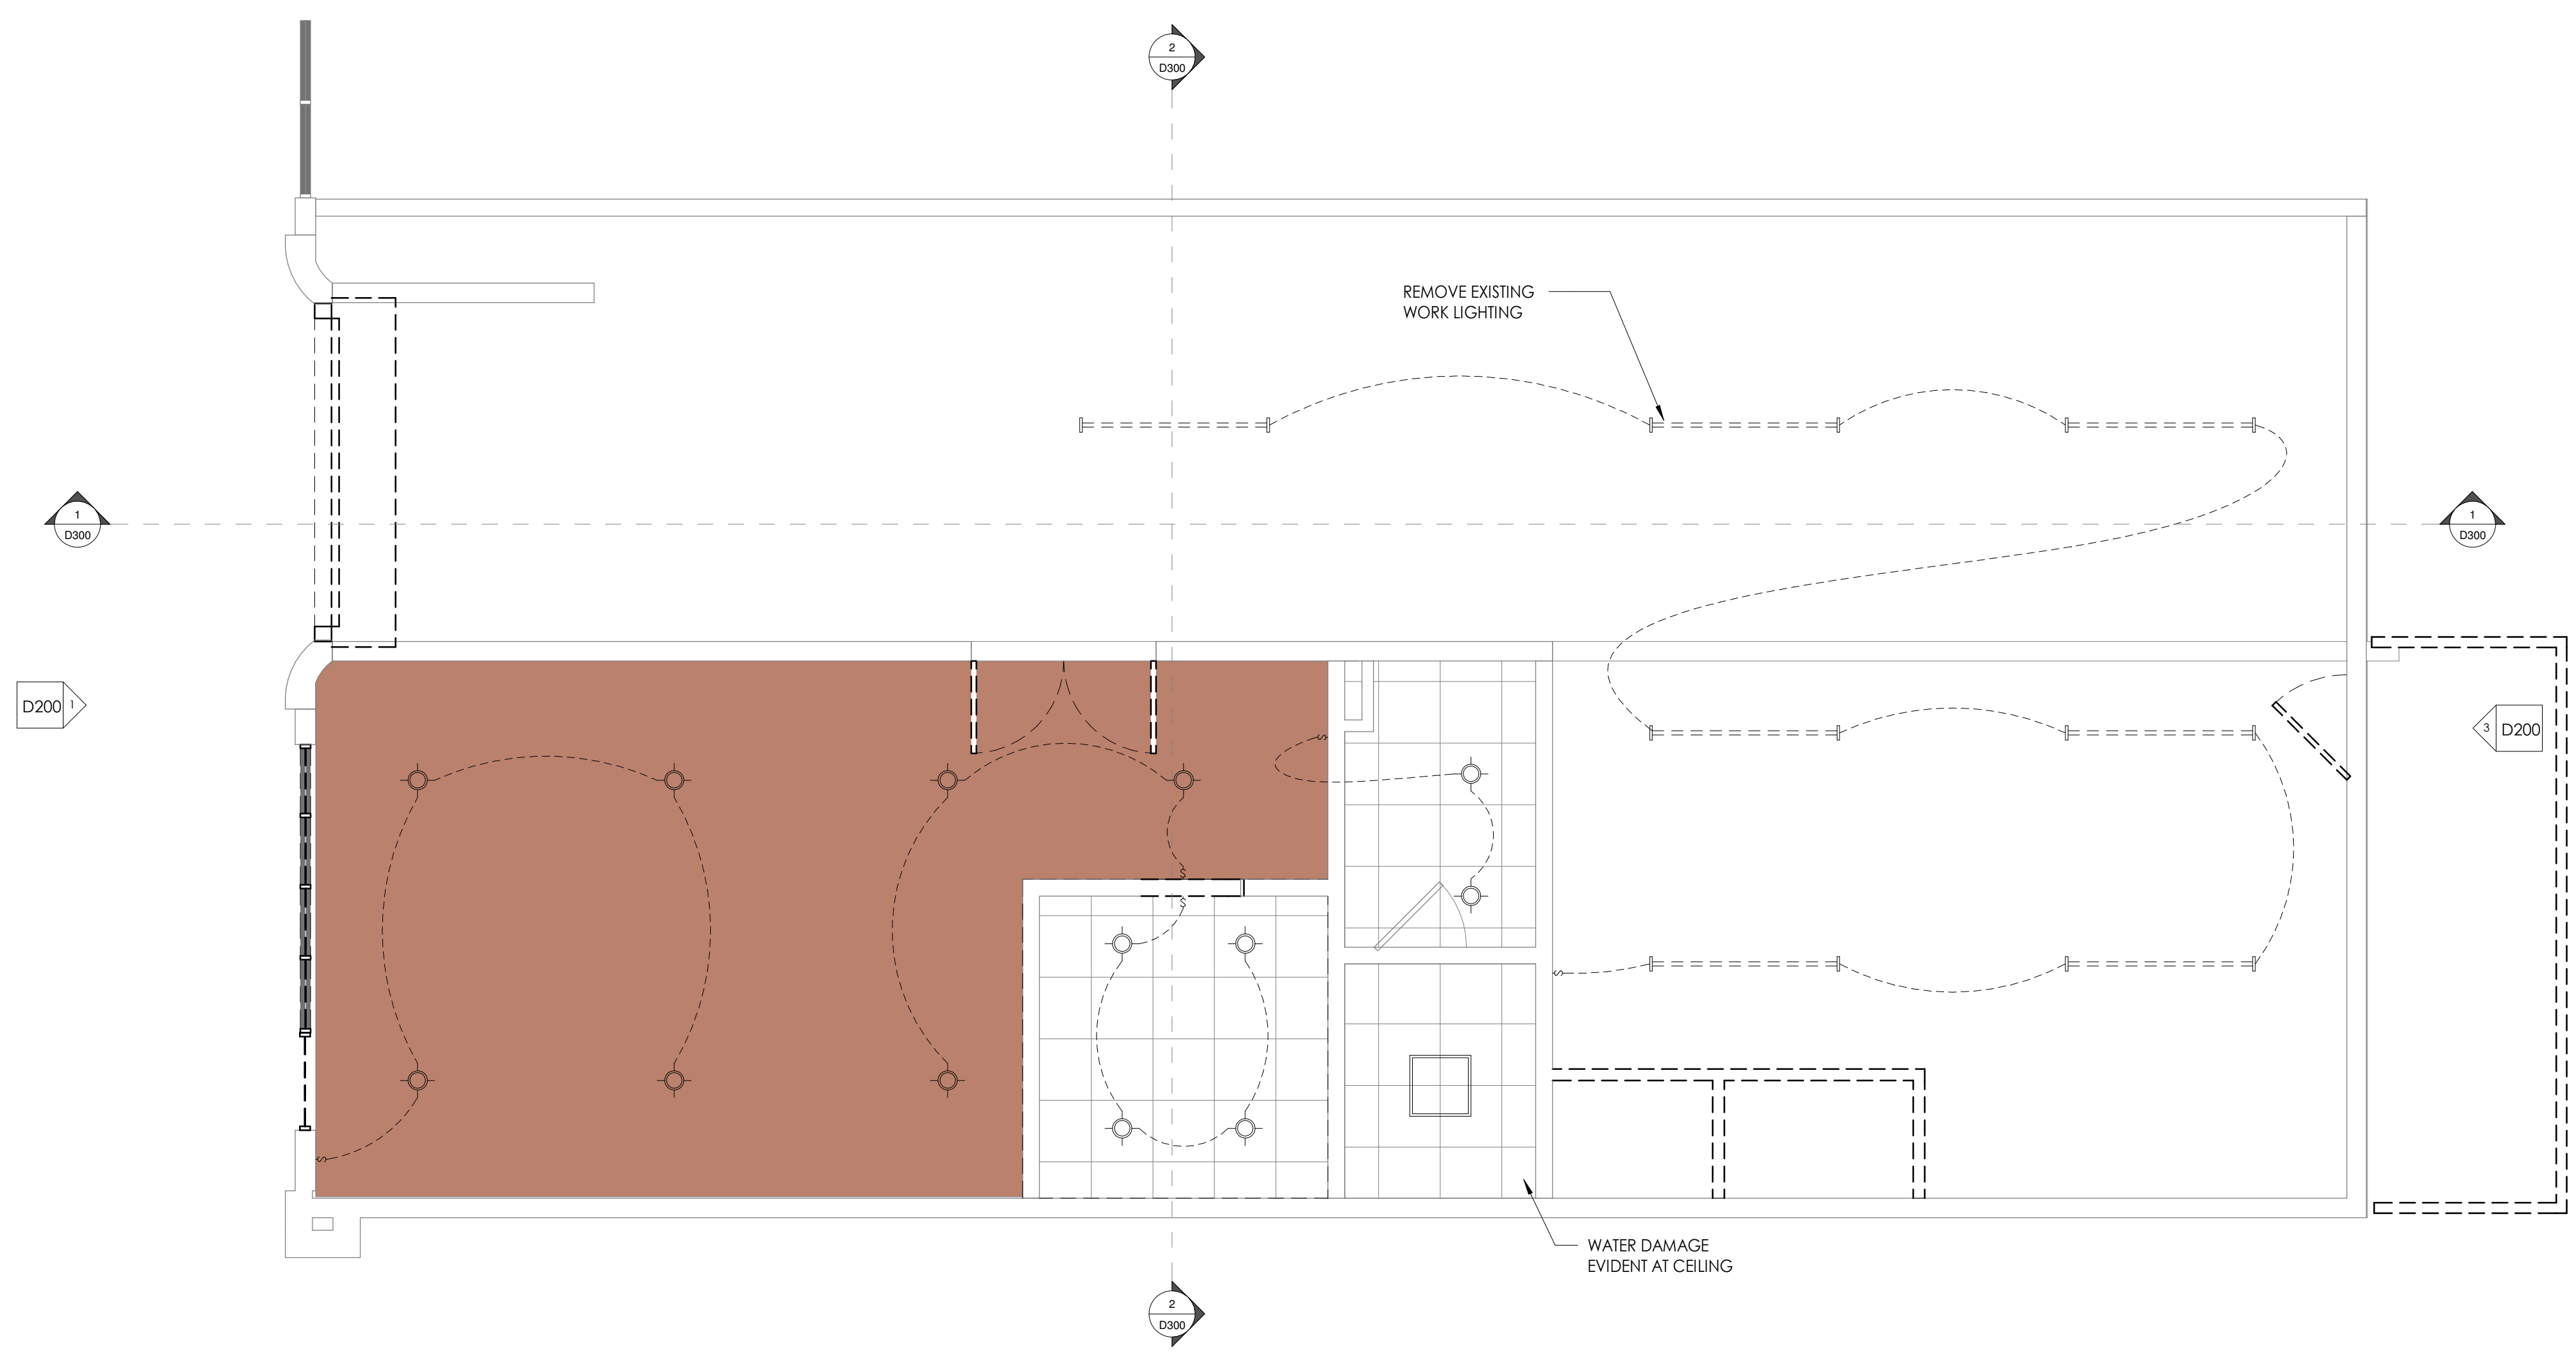 2
D300
REMOVE EXISTING
WORK LIGHTING
1
D300
1
D300
D200
1
3
D200
$
$
$
$
$
WATER DAMAGE
EVIDENT AT CEILING
2
D300